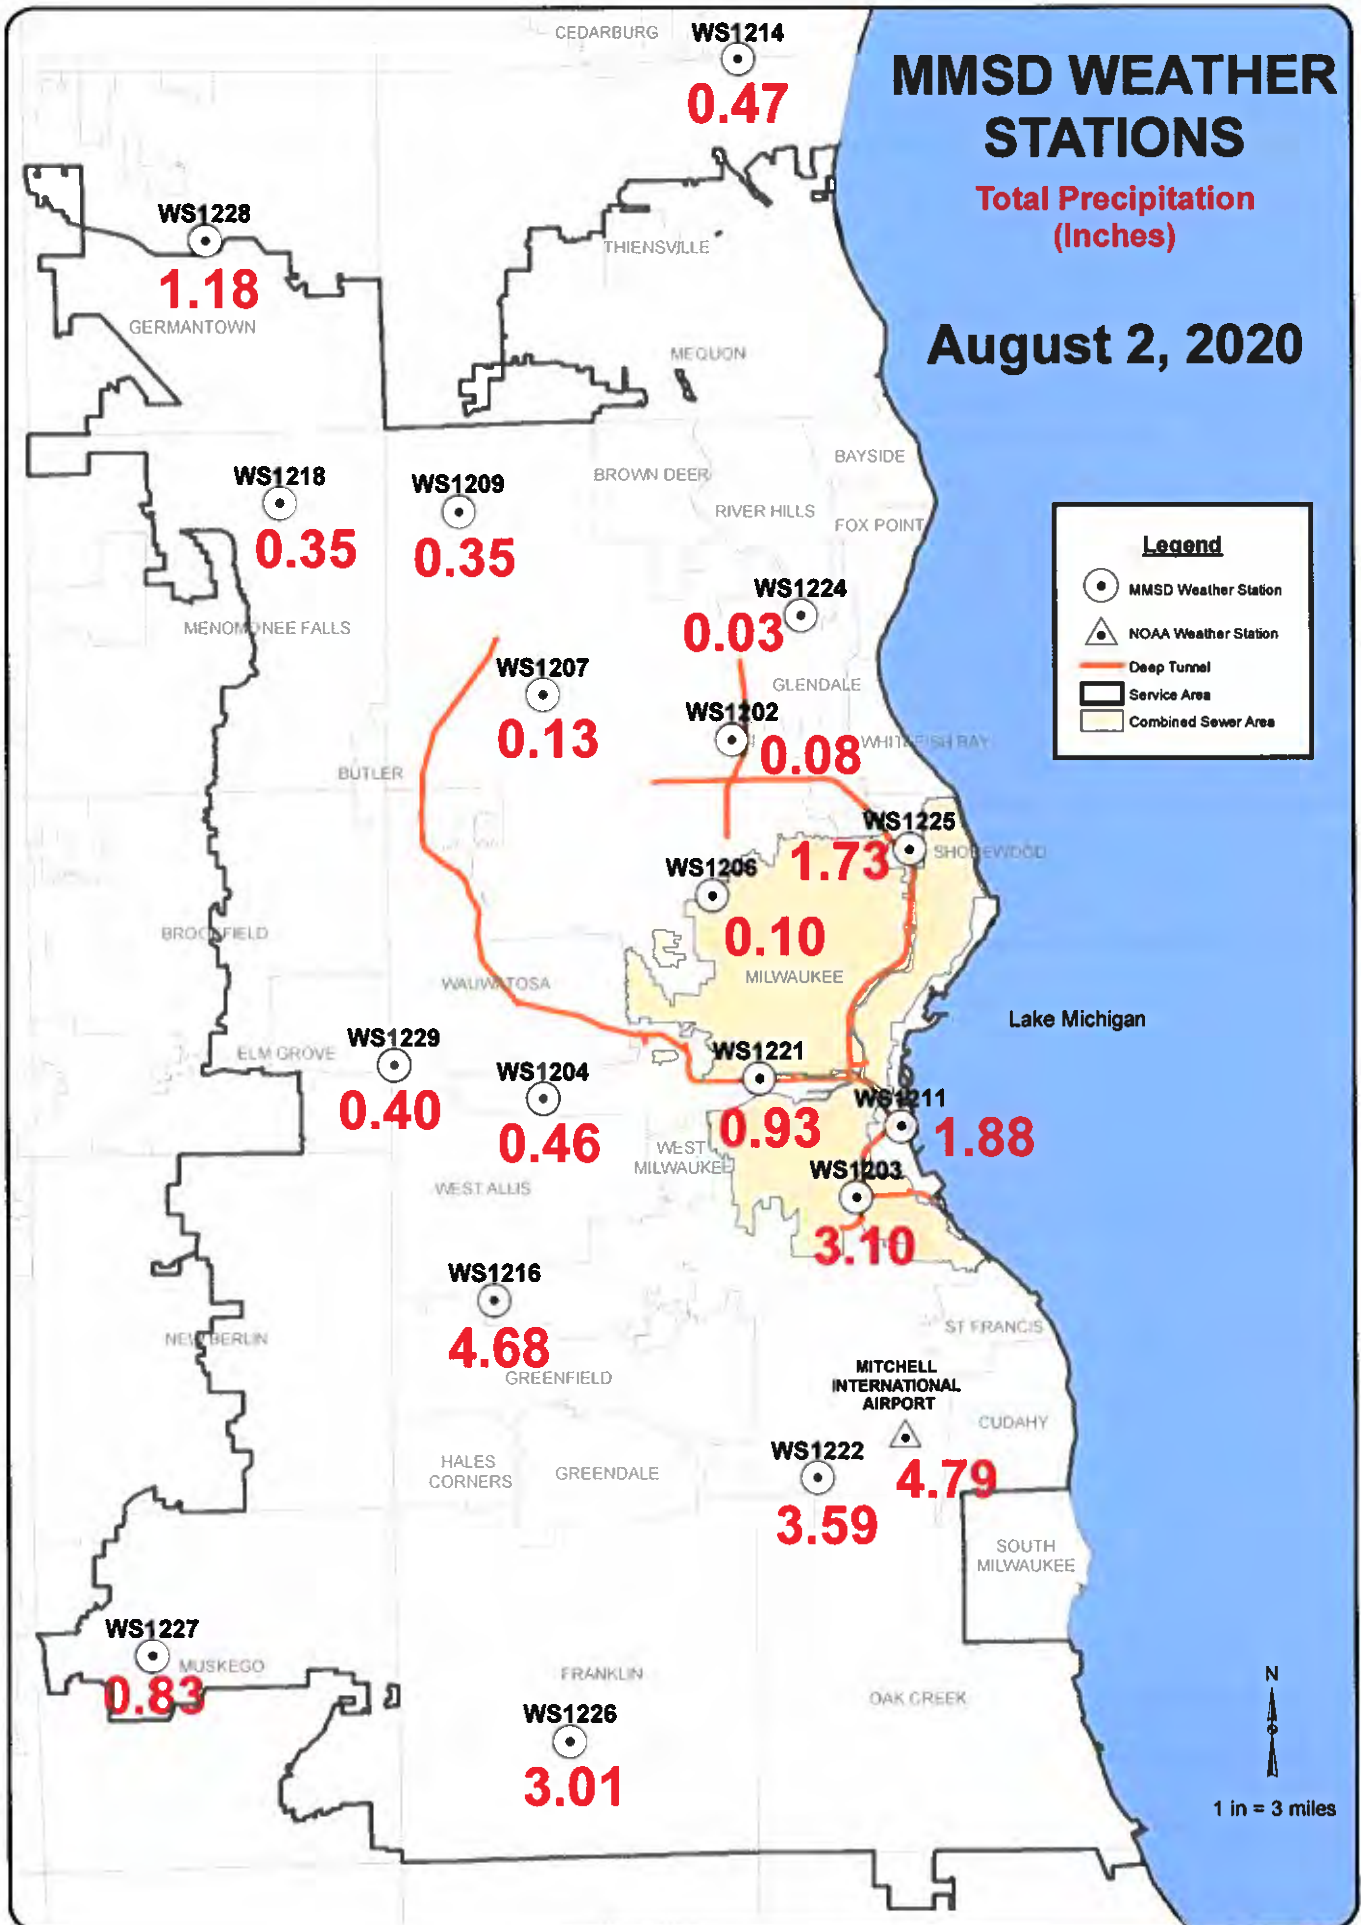 CEDARBURG
WS1214
0.47
MMSD WEATHER
STATIONS
Total Precipitation
(Inches)
August 2, 2020
WS1228
1.18
GERMANTOWN
THIENSVILLE
MEQUON
WS1218
0.35
WS1209
0.35
BROWN DEER
BAYSIDE
RIVER HILLS
FOX POINT
Legend
MMSD Weather Station
NOAA Weather Station
Deep Tunnel
Service Area
Combined Sewer Area
MENOMONEE FALLS
WS1224
0.03
WS1207
0.13
GLENDALE
WS1202
0.08
WHITEFISH BAY
BUTLER
WS1225
1.73
SHOREWOOD
WS1206
0.10
MILWAUKEE
BROOKFIELD
WAUWATOSA
Lake Michigan
ELM GROVE
WS1229
0.40
WS1204
0.46
WS1221
0.93
WS1211
1.88
WEST
MILWAUKEE
WS1203
3.10
WEST ALLIS
WS1216
4.68
NEW BERLIN
GREENFIELD
ST FRANCIS
MITCHELL
INTERNATIONAL
AIRPORT
4.79
CUDAHY
HALES
CORNERS
GREENDALE
WS1222
3.59
SOUTH
MILWAUKEE
WS1227
0.83
MUSKEGO
FRANKLIN
OAK CREEK
WS1226
3.01
N
1 in = 3 miles